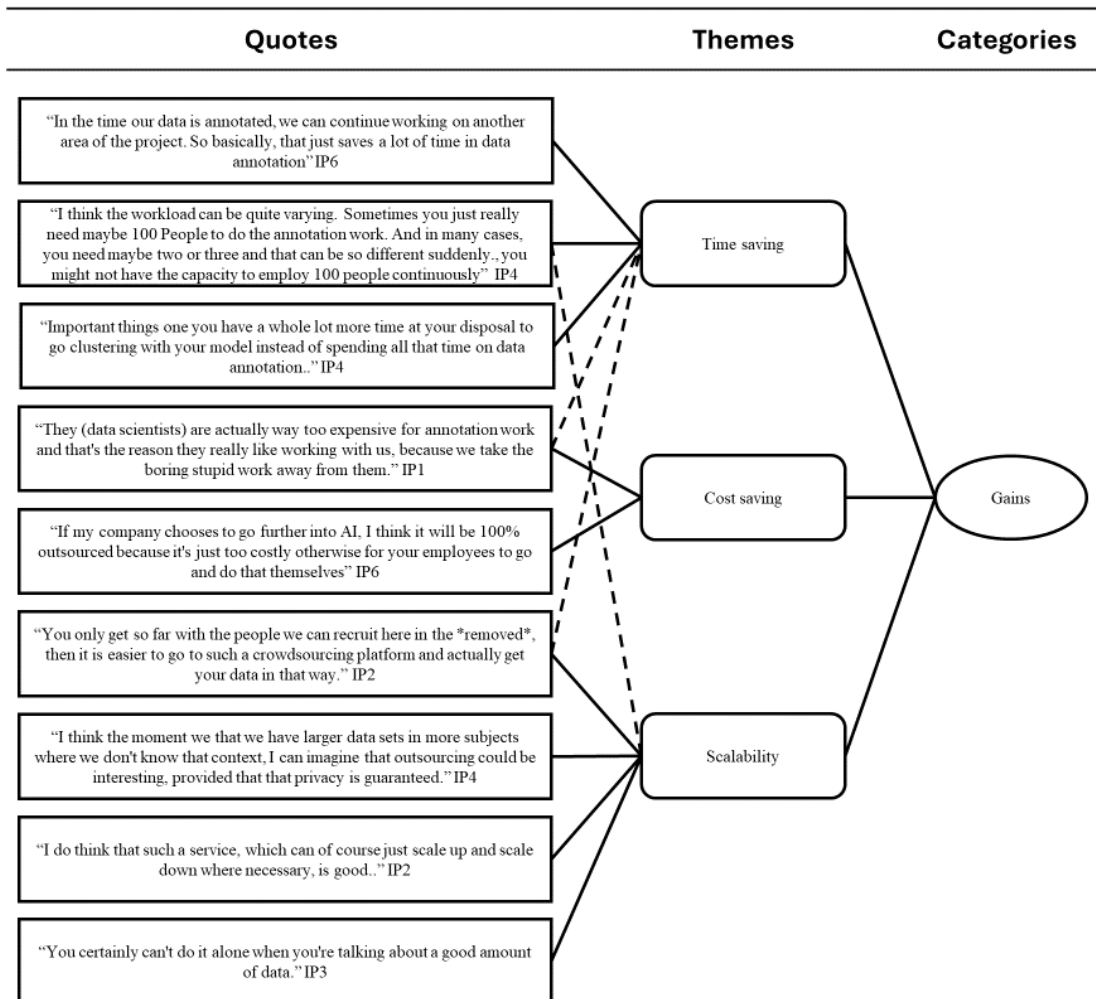 Quotes Themes Categories
“In the time our data is annotated, we can continue working on another
area of the project. So basically, that just saves a lot of time in data
annotation” IP6
“I think the workload can be quite varying. Sometimes you just really
need maybe 100 People to do the annotation work. And in many cases,
you need maybe two or three and that can be so different suddenly., you
might not have the capacity to employ 100 people continuously” IP4
“Important things one you have a whole lot more time at your disposal to
go clustering with your model instead of spending all that time on data
annotation..” IP4
“They (data scientists) are actually way too expensive for annotation work
and that's the reason they really like working with us, because we take the
boring stupid work away from them.” IP1
“If my company chooses to go further into AI, I think it will be 100%
outsourced because it's just too costly otherwise for your employees to go
and do that themselves” IP6
“You only get so far with the people we can recruit here in the *removed*,
then it is easier to go to such a crowdsourcing platform and actually get
your data in that way.” IP2
“I think the moment we that we have larger data sets in more subjects
where we don't know that context, I can imagine that outsourcing could be
interesting, provided that that privacy is guaranteed.” IP4
“I do think that such a service, which can of course just scale up and scale
down where necessary, is good..” IP2
“You certainly can't do it alone when you're talking about a good amount
of data.” IP3
Time saving
Cost saving
Scalability
Gains